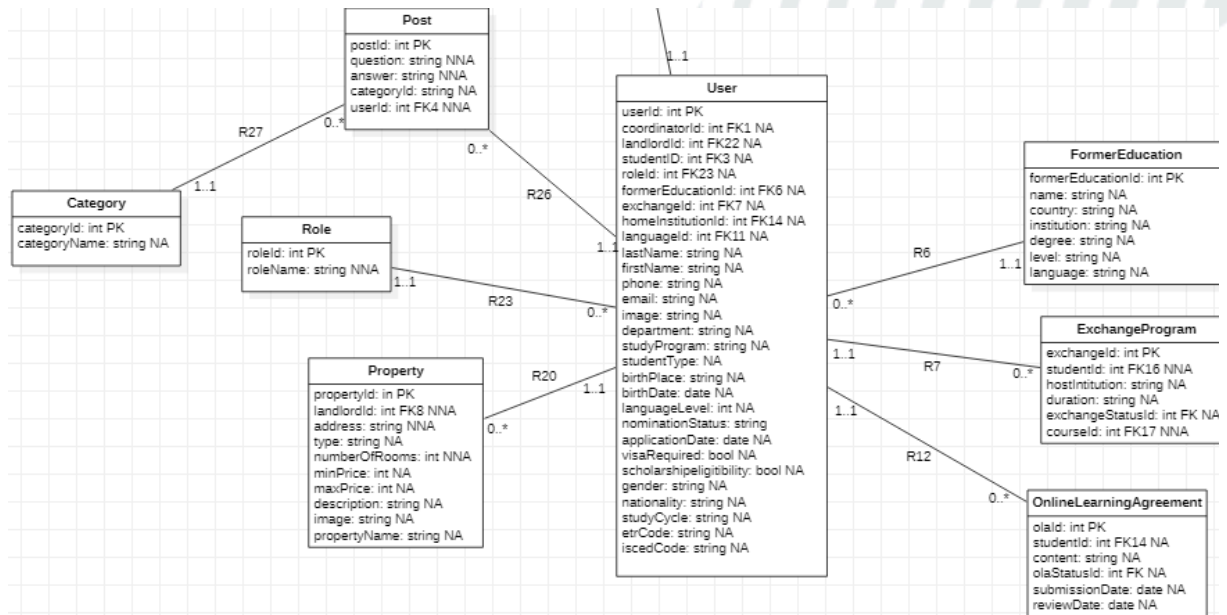 Post
postId: int PK
question: string NNA
answer: string NNA
categoryId: string NA
userId: int FK4 NNA
0..*
0..*
R27
1..1
R26
1..1
Category
categoryId: int PK
categoryName: string NA
Role
roleId: int PK
roleName: string NNA
1..1
R23
0..*
Property
propertyId: in PK
landlordId: int FK8 NNA
address: string NNA
type: string NA
numberOfRooms: int NNA
minPrice: int NA
maxPrice: int NA
description: string NA
image: string NA
propertyName: string NA
R20
1..1
0..*
1..1
User
userId: int PK
coordinatorId: int FK1 NA
landlordId: int FK22 NNA
studentID: int FK3 NA
roleId: int FK23 NNA
formerEducationId: int FK6 NA
exchangeId: int FK7 NA
homeInstitutionId: int FK14 NA
languageId: int FK11 NA
lastName: string NA
firstName: string NA
phone: string NA
email: string NA
image: string NA
department: string NA
studyProgram: string NA
studentType: NA
birthPlace: string NA
birthDate: date NA
languageLevel: int NA
nominationStatus: string
applicationDate: date NA
visaRequired: bool NA
scholarshipeligitibility: bool NA
gender: string NA
nationality: string NA
studyCycle: string NA
etrCode: string NA
iscedCode: string NA
R6
1..1
0..*
FormerEducation
formerEducationId: int PK
name: string NA
country: string NA
institution: string NA
degree: string NA
level: string NA
language: string NA
1..1
R7
0..*
ExchangeProgram
exchangeId: int PK
studentId: int FK16 NNA
hostIntitution: string NA
duration: string NA
exchangeStatusId: int FK NA
courseId: int FK17 NNA
1..1
R12
0..*
OnlineLearningAgreement
olaId: int PK
studentId: int FK14 NA
content: string NA
olaStatusId: int FK NA
submissionDate: date NA
reviewDate: date NA